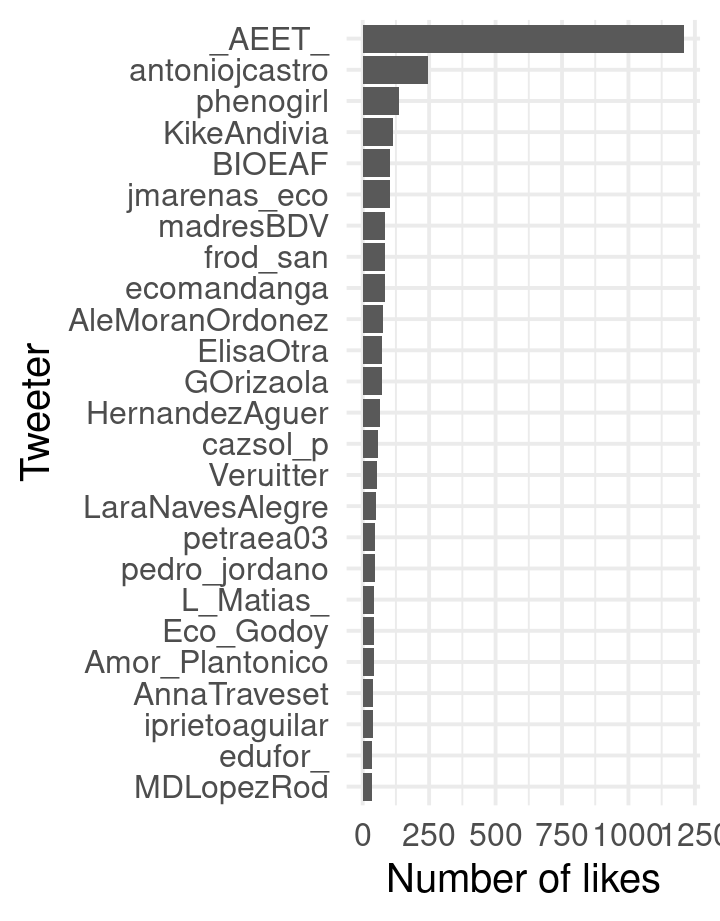 _AEET_
antoniojcastro
phenogirl
KikeAndivia
BIOEAF
jmarenas_eco
madresBDV
frod_san
ecomandanga
AleMoranOrdonez
ElisaOtra
GOrizaola
HernandezAguer
cazsol_p
Veruitter
LaraNavesAlegre
petraea03
pedro_jordano
L_Matias_
Eco_Godoy
Amor_Plantonico
AnnaTraveset
iprietoaguilar
edufor_
MDLopezRod
Tweeter
0 250 500 750 1000 1250
Number of likes